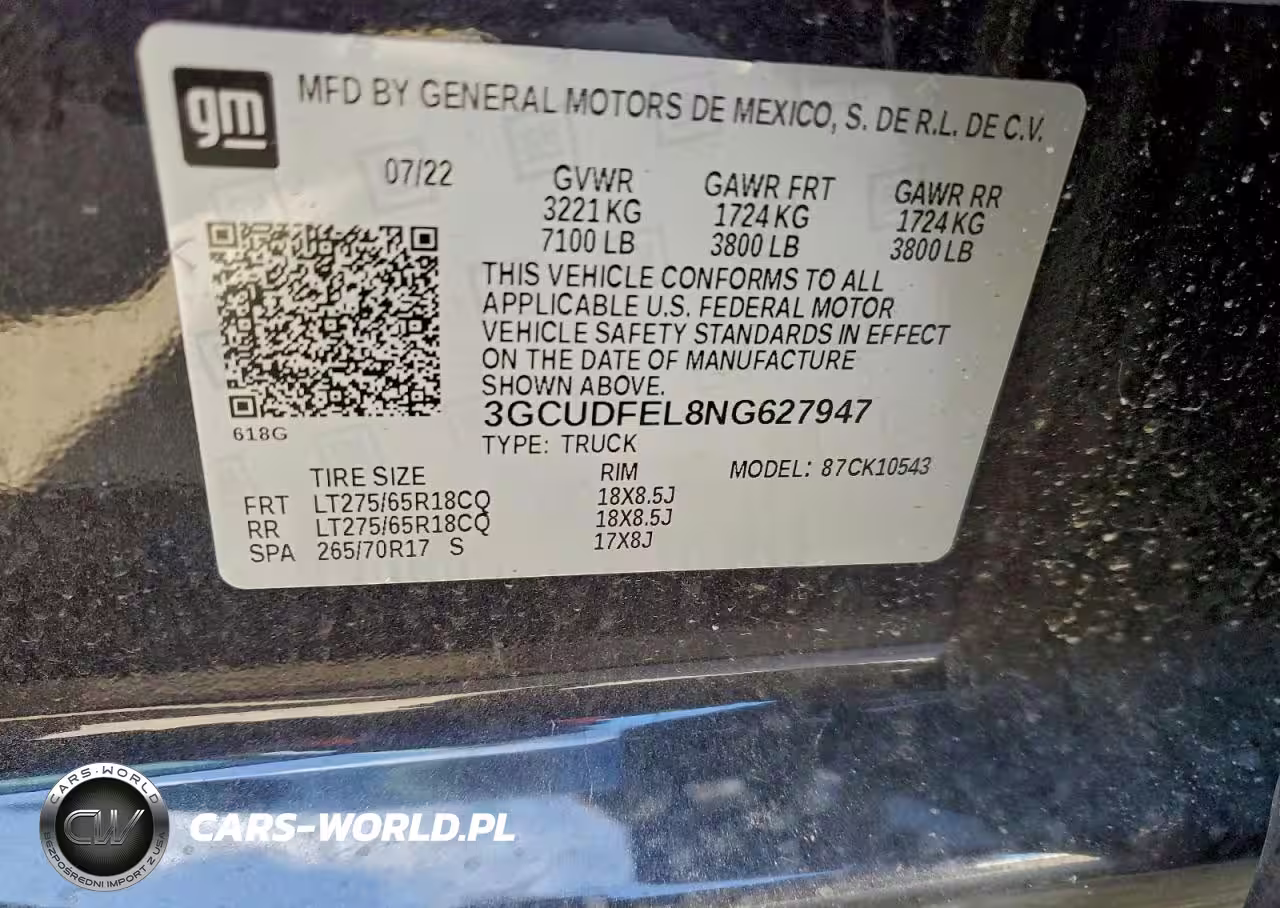 gm
MFD BY GENERAL MOTORS DE MEXICO, S. DE R.L. DE C.V.
07/22 GVWR GAWR FRT GAWR RR
3221 KG 1724 KG 1724 KG
7100 LB 3800 LB 3800 LB
THIS VEHICLE CONFORMS TO ALL
APPLICABLE U.S. FEDERAL MOTOR
VEHICLE SAFETY STANDARDS IN EFFECT
ON THE DATE OF MANUFACTURE
SHOWN ABOVE.
3GCUDFEL8NG627947
618G
TYPE: TRUCK
TIRE SIZE RIM MODEL: 87CK10543
FRT LT275/65R18CQ 18X8.5J
RR LT275/65R18CQ 18X8.5J
SPA 265/70R17 S 17X8J
CARS-WORLD
CW
BEZPOŚREDNI IMPORT Z USA
CARS-WORLD.PL